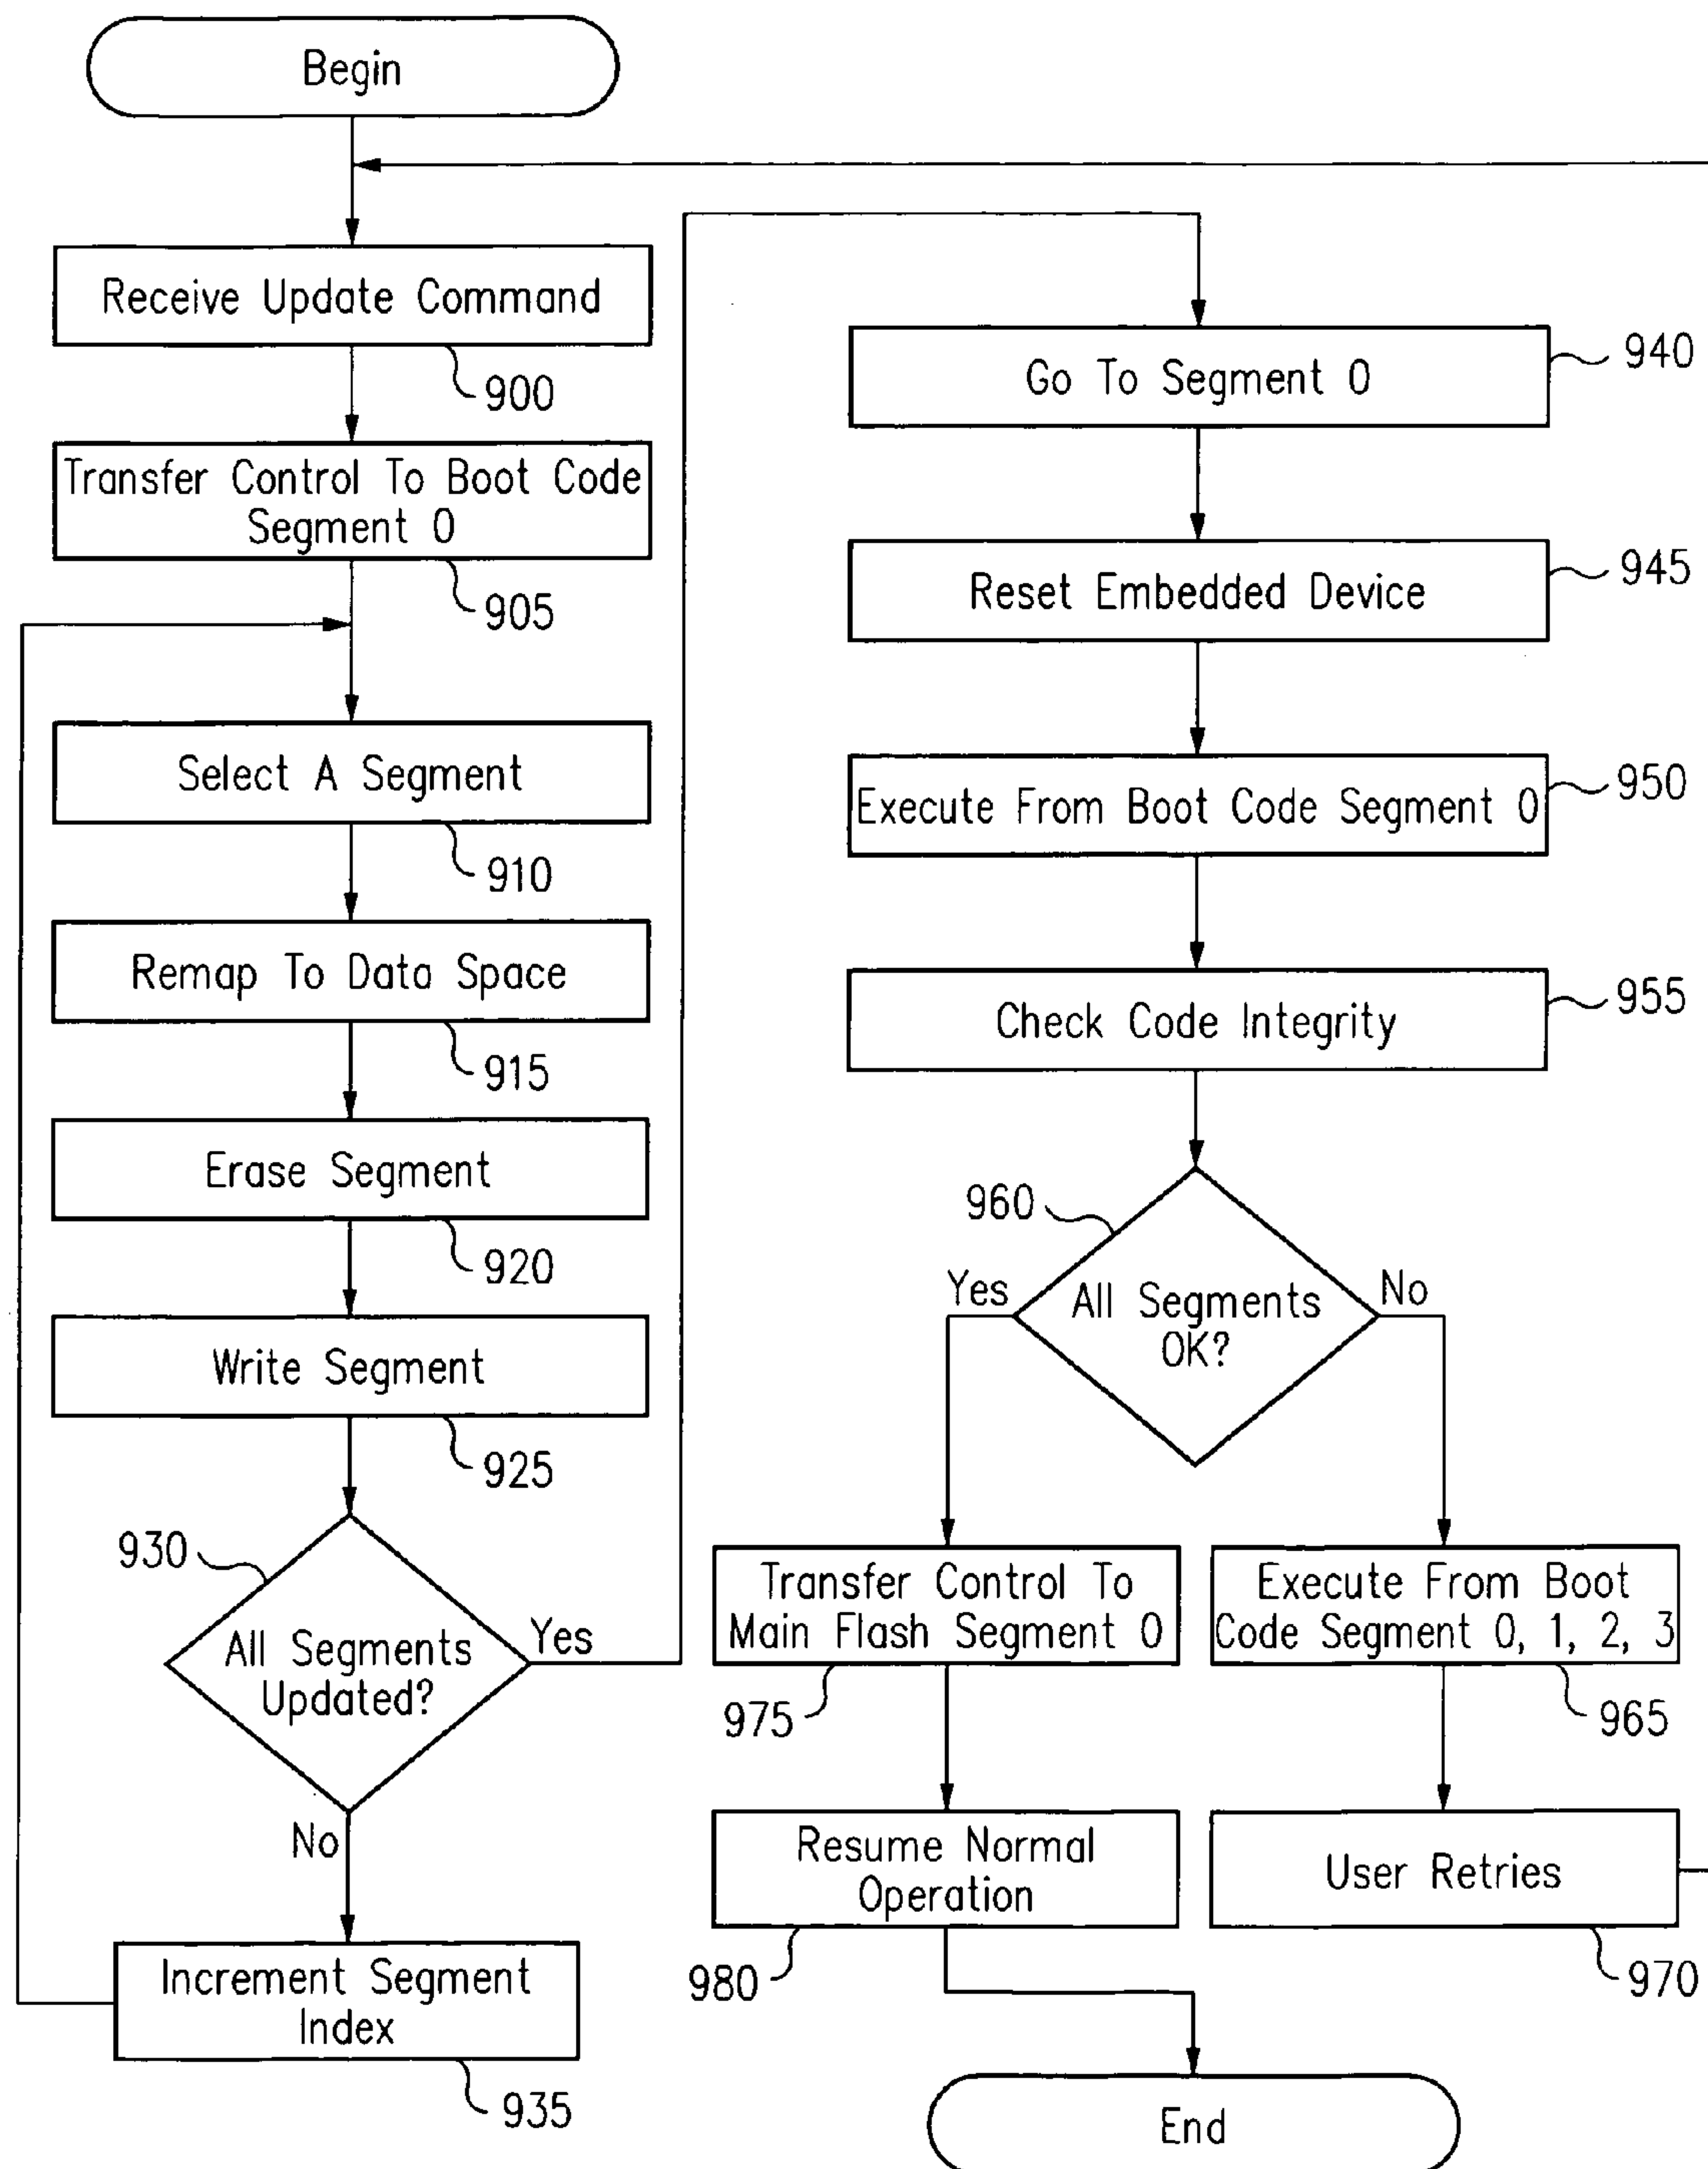 Begin
Receive Update Command
900
Transfer Control To Boot Code
Segment 0
905
Select A Segment
910
Remap To Data Space
915
Erase Segment
920
Write Segment
925
930
All Segments
Updated?
Yes
No
Increment Segment
Index
935
Go To Segment 0
940
Reset Embedded Device
945
Execute From Boot Code Segment 0
950
Check Code Integrity
955
960
All Segments
OK?
Yes
No
Transfer Control To
Main Flash Segment 0
975
Execute From Boot
Code Segment 0, 1, 2, 3
965
Resume Normal
Operation
980
User Retries
970
End